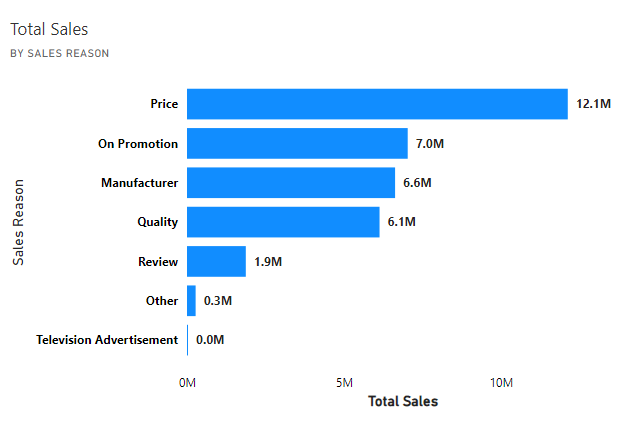 Total Sales
BY SALES REASON
Sales Reason
Price 12.1M
On Promotion 7.0M
Manufacturer 6.6M
Quality 6.1M
Review 1.9M
Other 0.3M
Television Advertisement 0.0M
0M 5M 10M
Total Sales